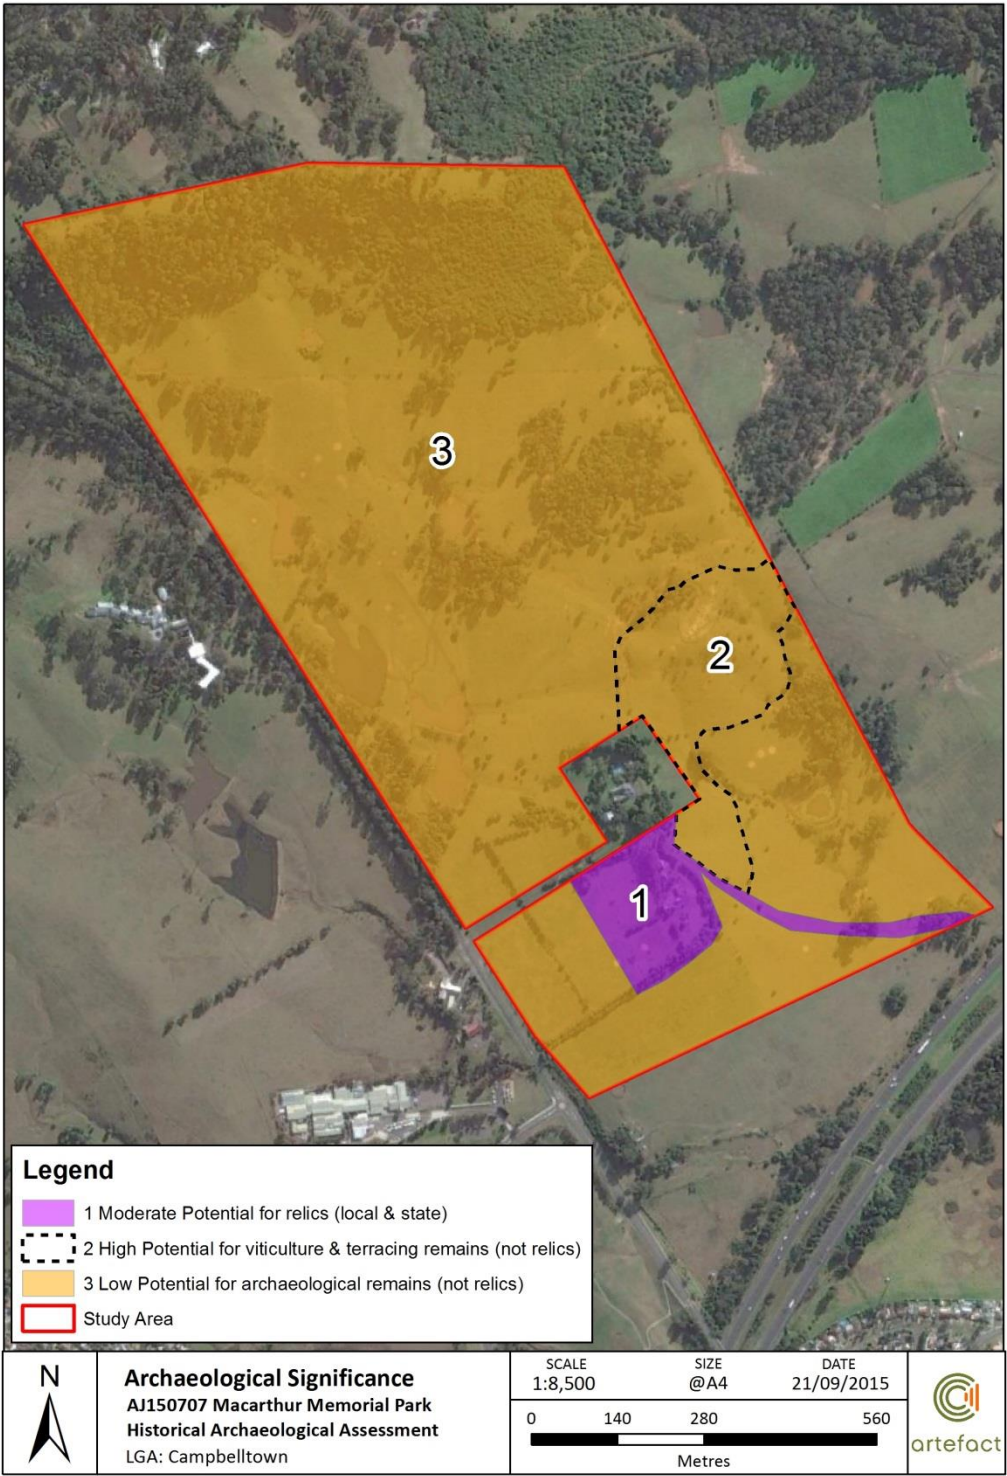 3
2
1
Legend
1 Moderate Potential for relics (local & state)
2 High Potential for viticulture & terracing remains (not relics)
3 Low Potential for archaeological remains (not relics)
Study Area
N
Archaeological Significance
AJ150707 Macarthur Memorial Park
Historical Archaeological Assessment
LGA: Campbelltown
SCALE
1:8,500
SIZE
@A4
DATE
21/09/2015
0 140 280 560
Metres
artefact